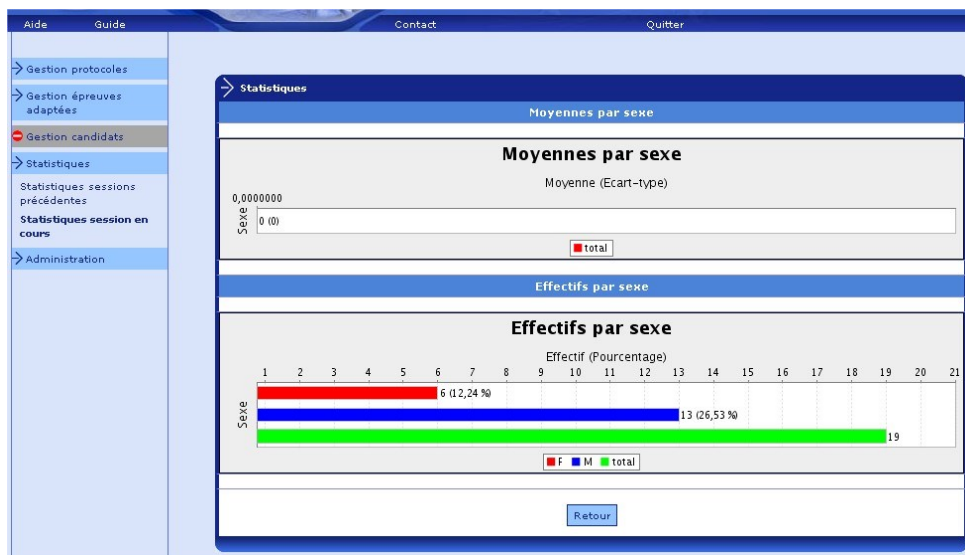 Aide Guide Contact Quitter
Gestion protocoles
Gestion épreuves
adaptées
Gestion candidats
Statistiques
Statistiques sessions
précédentes
Statistiques session en
cours
Administration
Statistiques
Moyennes par sexe
Moyennes par sexe
Moyenne (Ecart-type)
0,0000000
Sexe
0 (0)
total
Effectifs par sexe
Effectifs par sexe
Effectif (Pourcentage)
1 2 3 4 5 6 7 8 9 10 11 12 13 14 15 16 17 18 19 20 21
Sexe
6 (12,24 %)
13 (26,53 %)
19
F M total
Retour